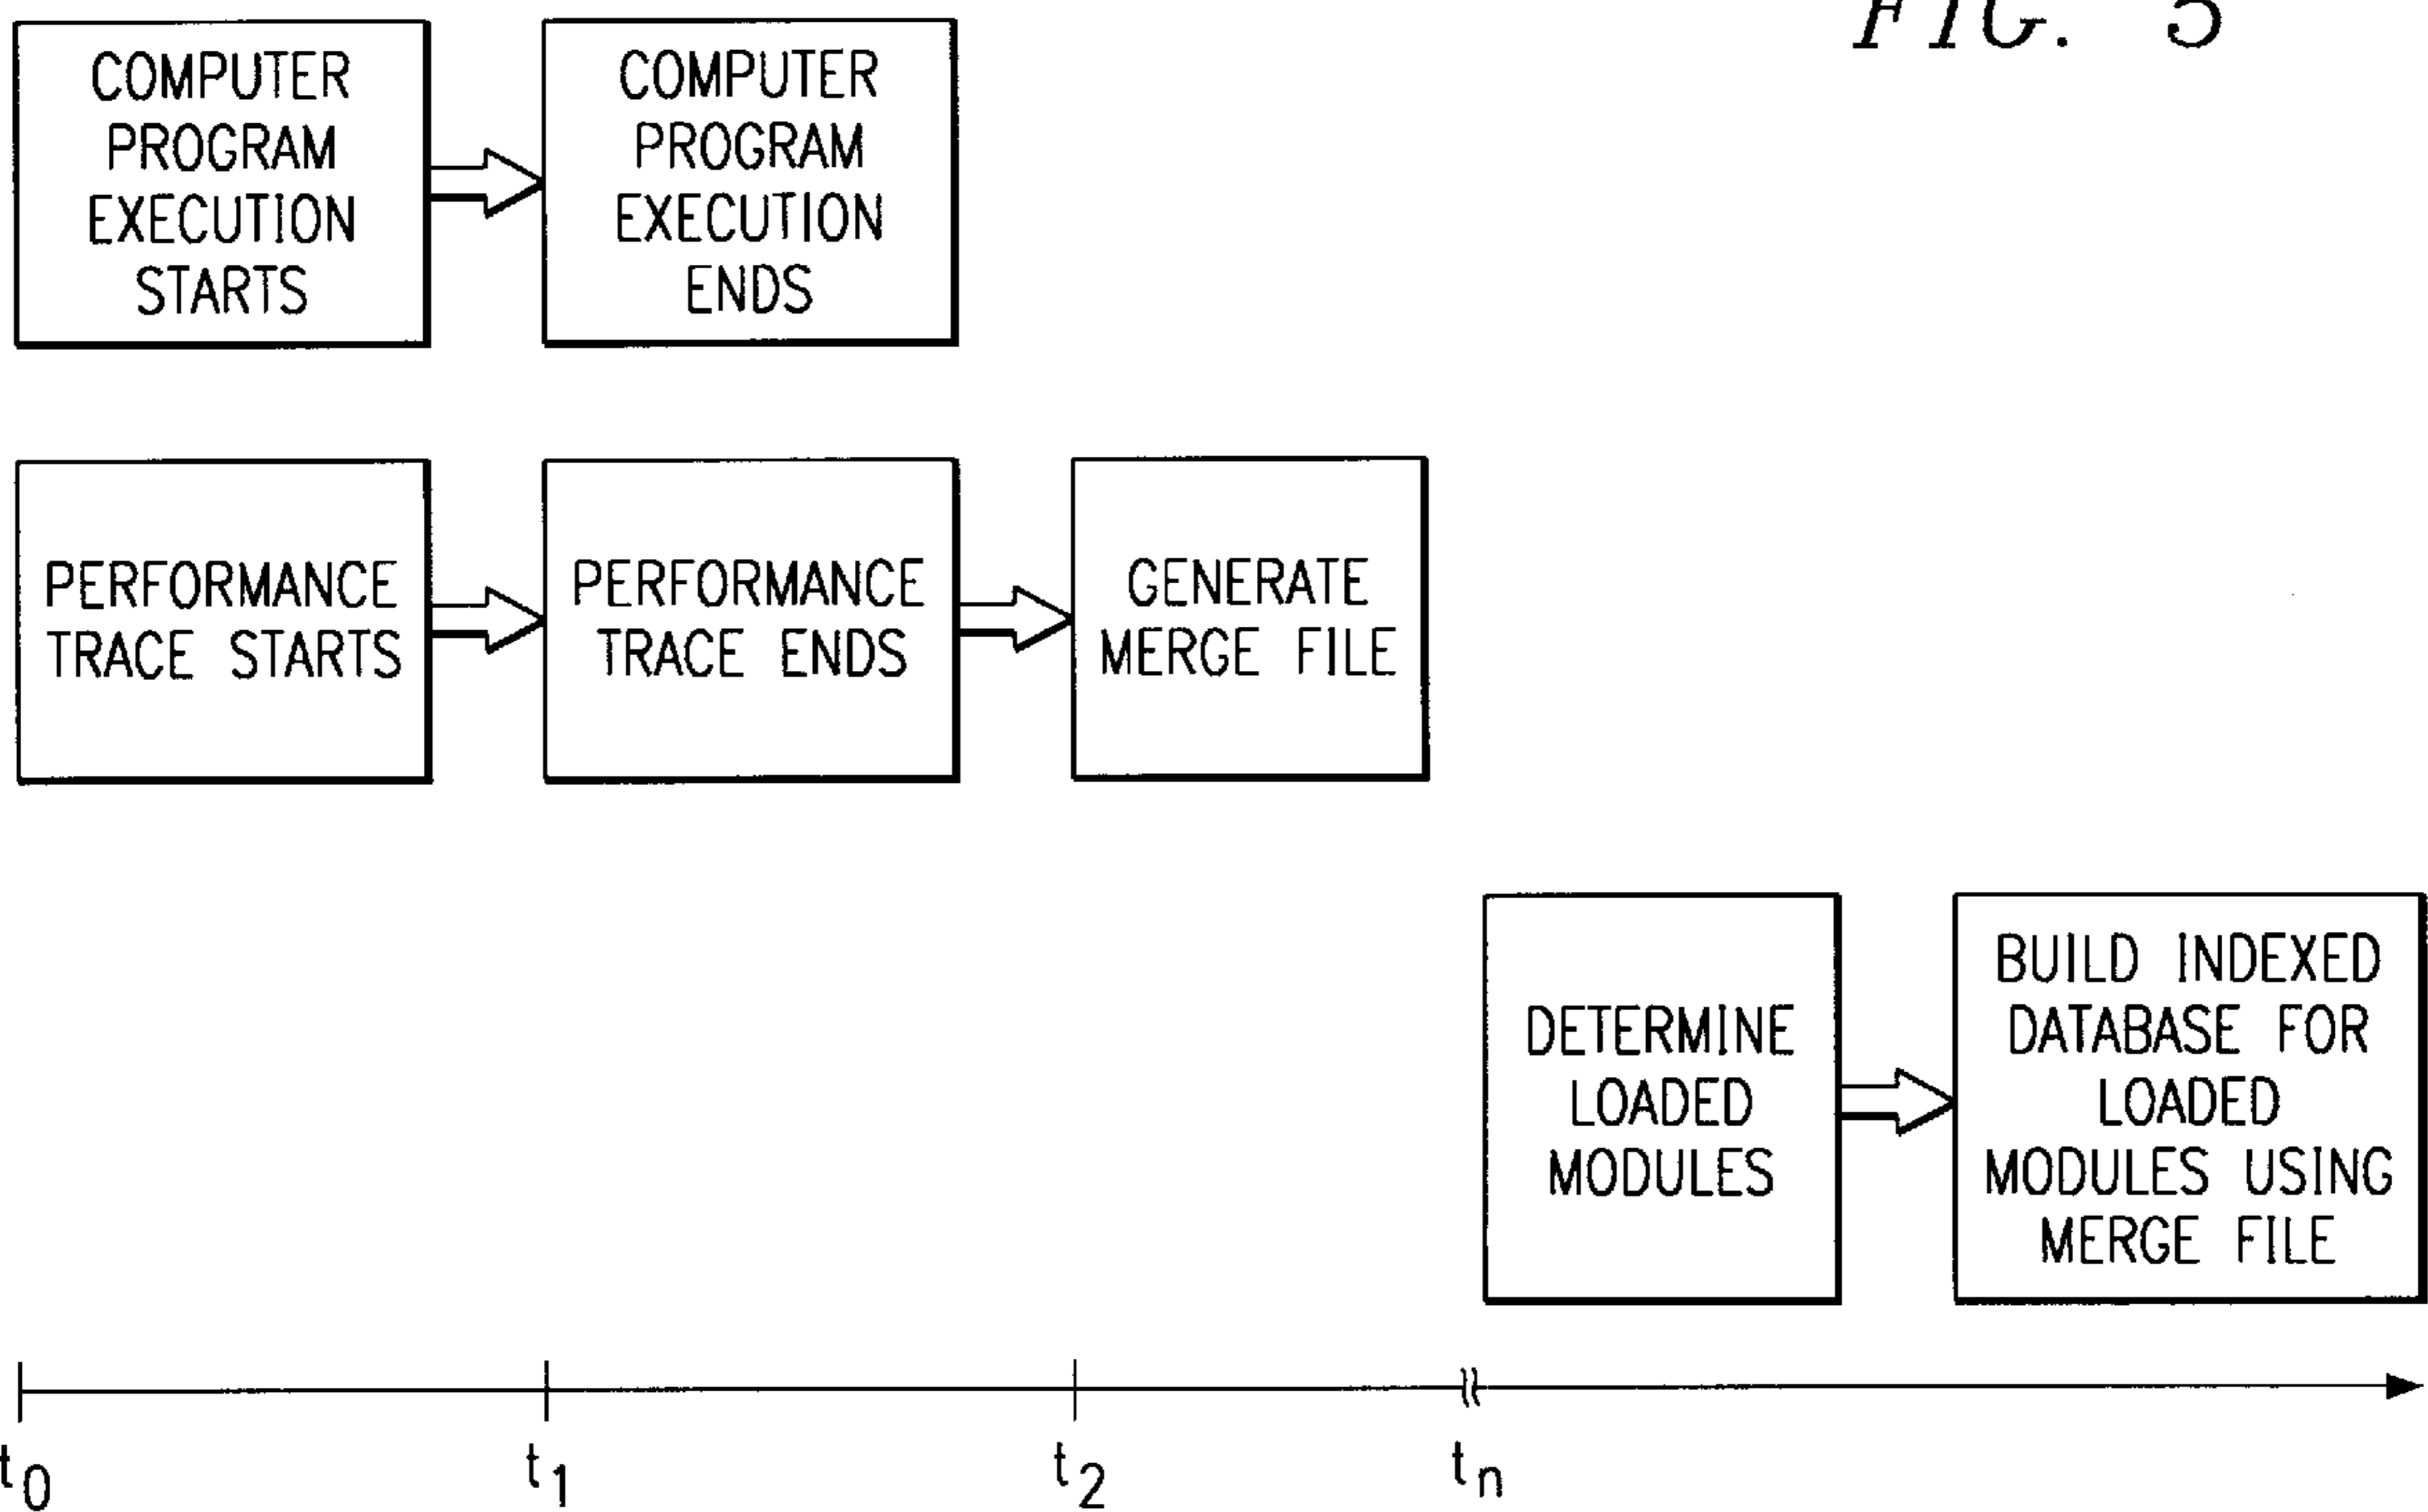 FIG. 5
COMPUTER
PROGRAM
EXECUTION
STARTS
COMPUTER
PROGRAM
EXECUTION
ENDS
PERFORMANCE
TRACE STARTS
PERFORMANCE
TRACE ENDS
GENERATE
MERGE FILE
DETERMINE
LOADED
MODULES
BUILD INDEXED
DATABASE FOR
LOADED
MODULES USING
MERGE FILE
t0
t1
t2
tn